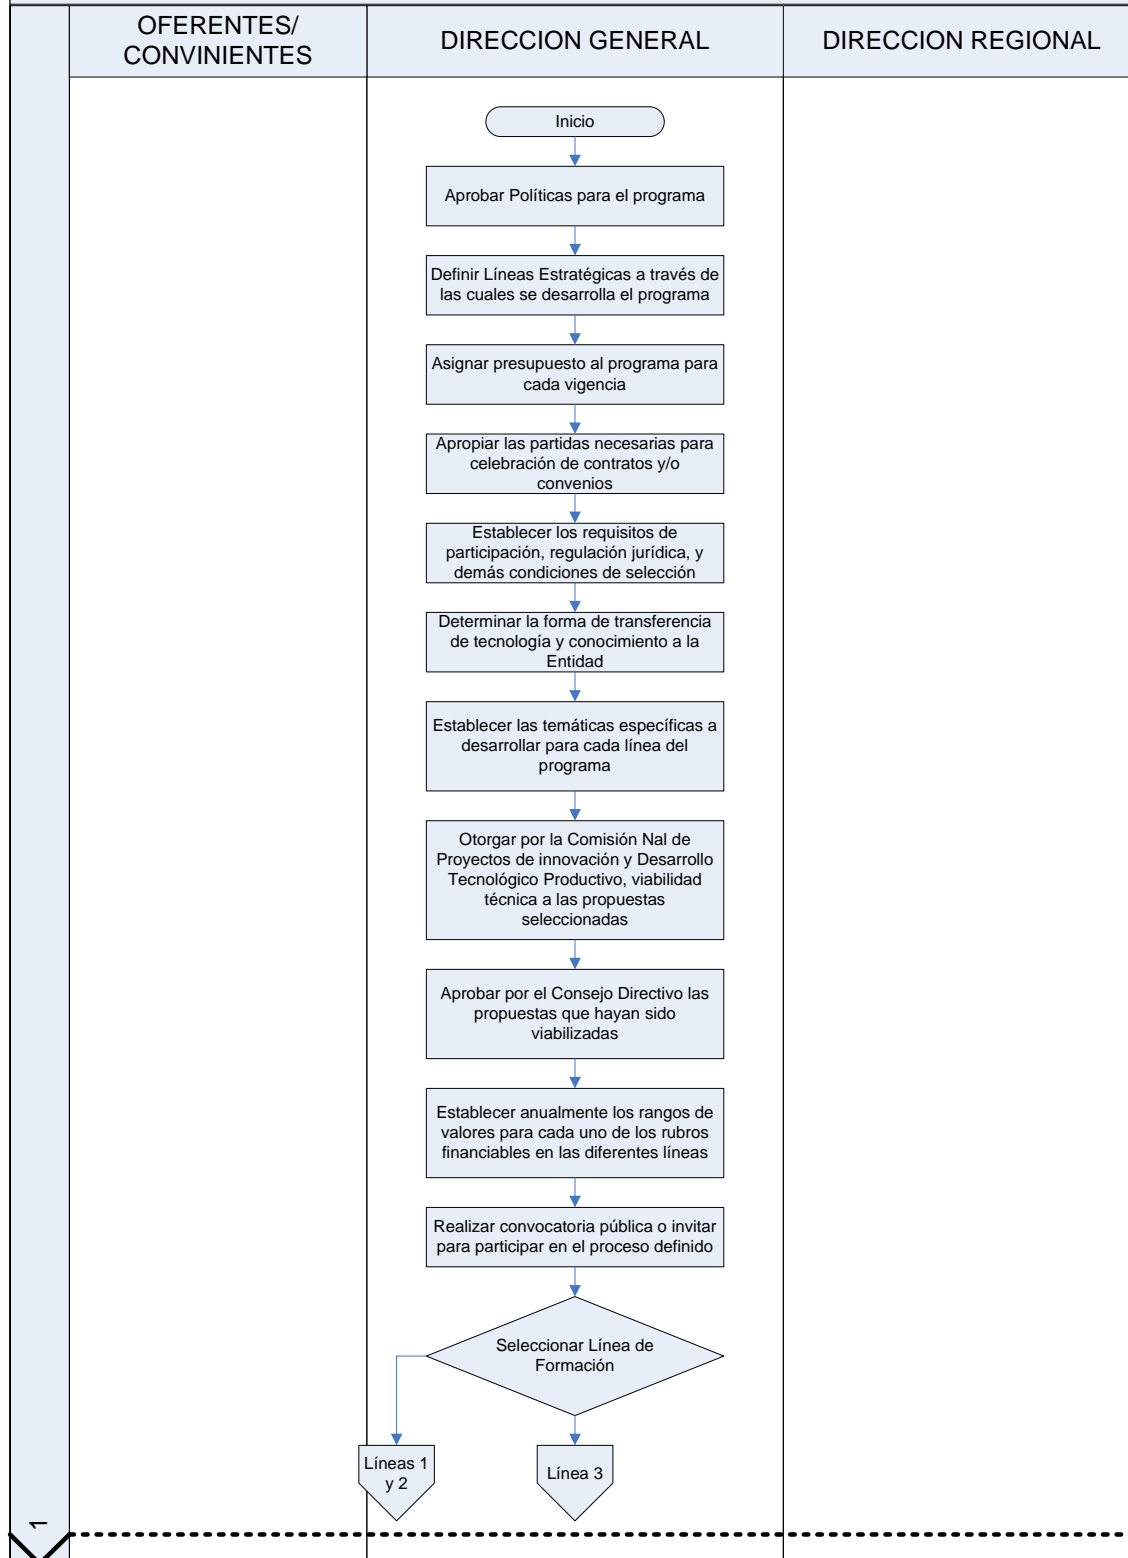 OFERENTES/
CONVINIENTES
DIRECCION GENERAL
DIRECCION REGIONAL
Inicio
Aprobar Políticas para el programa
Definir Líneas Estratégicas a través de
las cuales se desarrolla el programa
Asignar presupuesto al programa para
cada vigencia
Apropiar las partidas necesarias para
celebración de contratos y/o
convenios
Establecer los requisitos de
participación, regulación jurídica, y
demás condiciones de selección
Determinar la forma de transferencia
de tecnología y conocimiento a la
Entidad
Establecer las temáticas específicas a
desarrollar para cada línea del
programa
Otorgar por la Comisión Nal de
Proyectos de innovación y Desarrollo
Tecnológico Productivo, viabilidad
técnica a las propuestas
seleccionadas
Aprobar por el Consejo Directivo las
propuestas que hayan sido
viabilizadas
Establecer anualmente los rangos de
valores para cada uno de los rubros
financiables en las diferentes líneas
Realizar convocatoria pública o invitar
para participar en el proceso definido
Seleccionar Línea de
Formación
Líneas 1
y 2
Línea 3
1